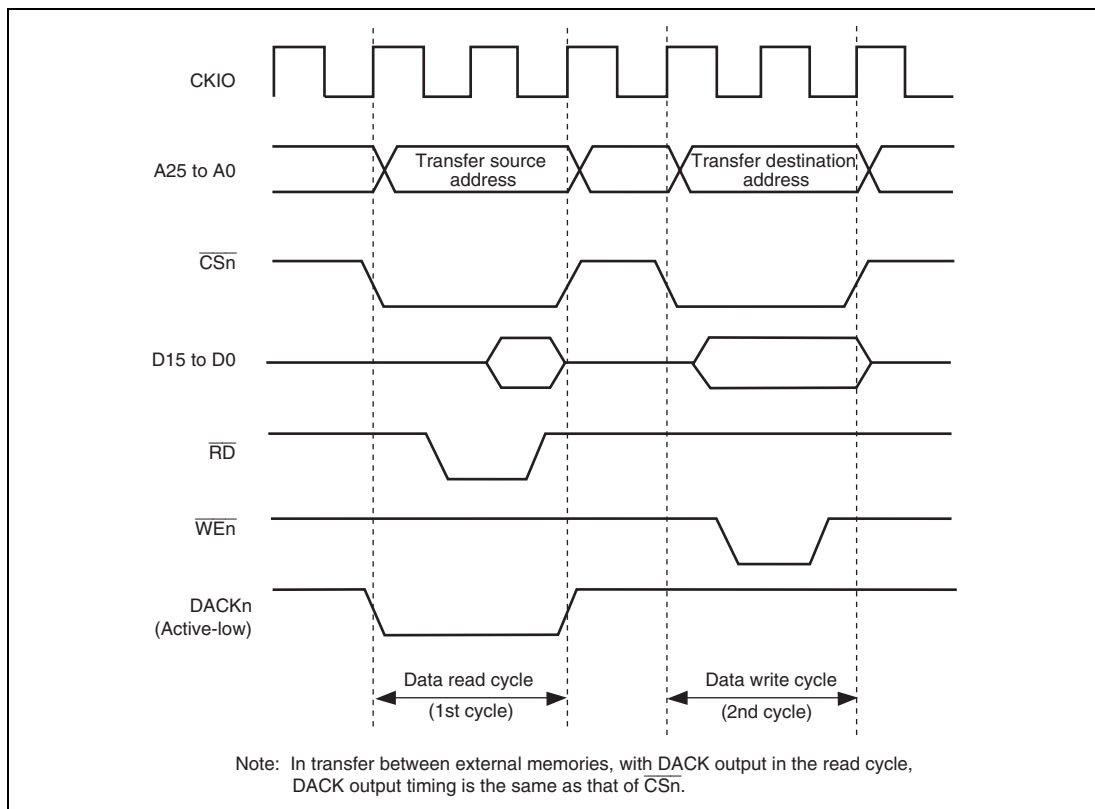 CKIO
A25 to A0
Transfer source
address
Transfer destination
address
CSn
D15 to D0
RD
WEn
DACKn
(Active-low)
Data read cycle
(1st cycle)
Data write cycle
(2nd cycle)
Note: In transfer between external memories, with DACK output in the read cycle,
DACK output timing is the same as that of CSn.